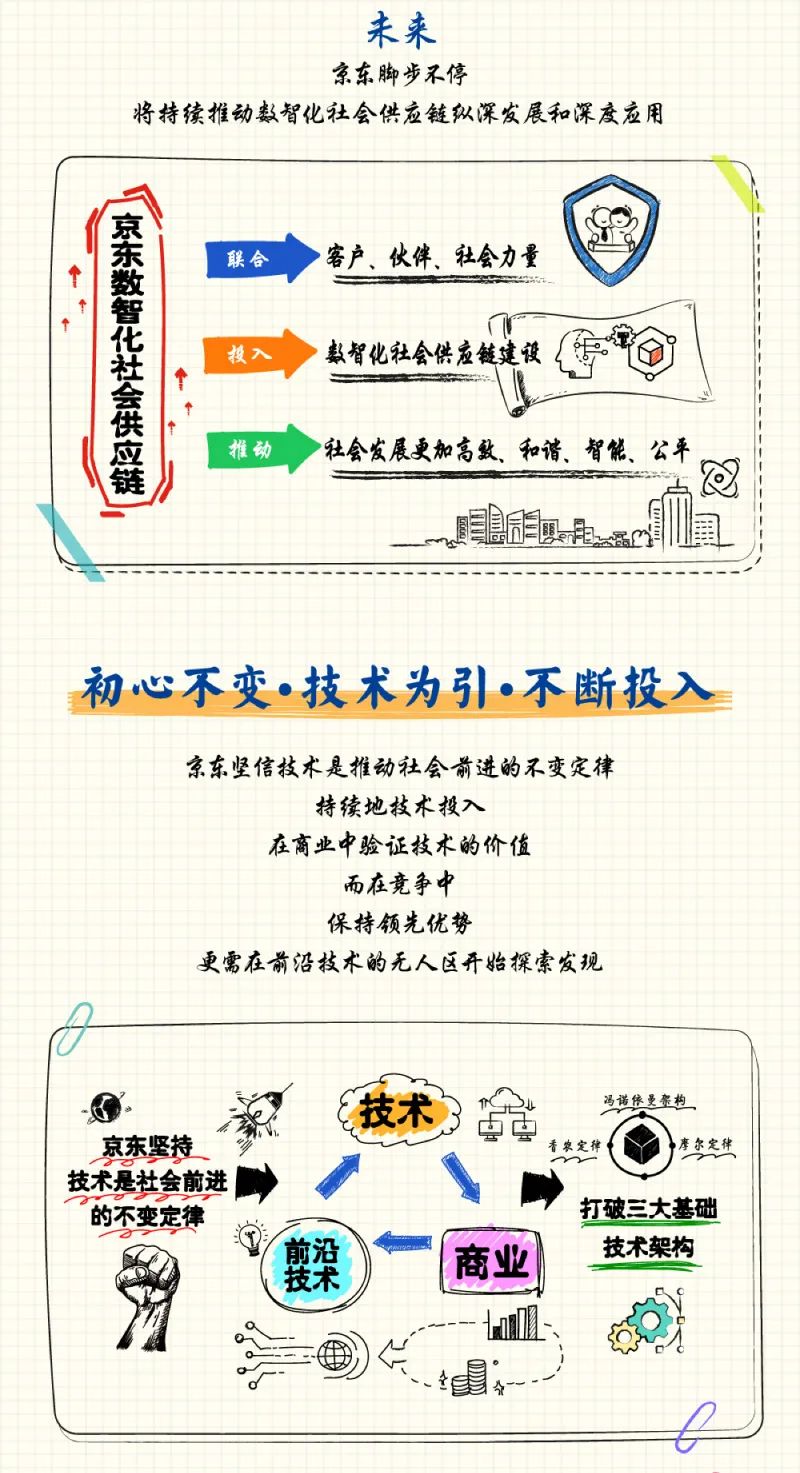 未来
京东脚步不停
将持续推动数智化社会供应链纵深发展和深度应用
京东数智化社会供应链
联合
客户、伙伴、社会力量
投入
数智化社会供应链建设
推动
社会发展更加高效、和谐、智能、公平
初心不变•技术为引•不断投入
京东坚信技术是推动社会前进的不变定律
持续地技术投入
在商业中验证技术的价值
而在竞争中
保持领先优势
更需在前沿技术的无人区开始探索发现
京东坚持
技术是社会前进
的不变定律
技术
前沿
技术
商业
冯诺依曼架构
香农定律
摩尔定律
打破三大基础
技术架构